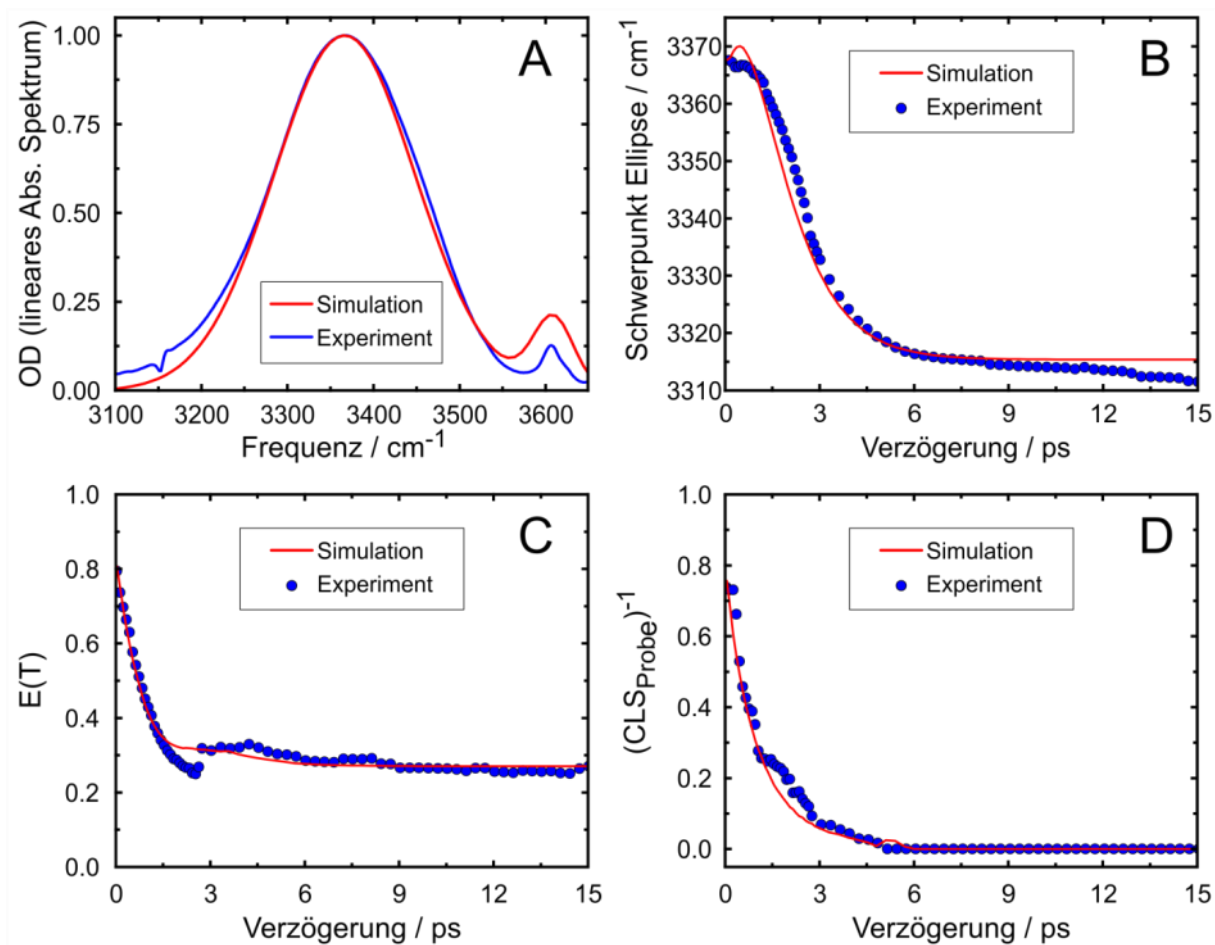 A
OD (lineares Abs. Spektrum)
1.00
0.75
0.50
0.25
0.00
Simulation
Experiment
3100 3200 3300 3400 3500 3600
Frequenz / cm-1
B
Schwerpunkt Ellipse / cm-1
3370
3360
3350
3340
3330
3320
3310
Simulation
Experiment
0 3 6 9 12 15
Verzögerung / ps
C
E(T)
1.0
0.8
0.6
0.4
0.2
0.0
Simulation
Experiment
0 3 6 9 12 15
Verzögerung / ps
D
(CLSProbe)-1
1.0
0.8
0.6
0.4
0.2
0.0
Simulation
Experiment
0 3 6 9 12 15
Verzögerung / ps